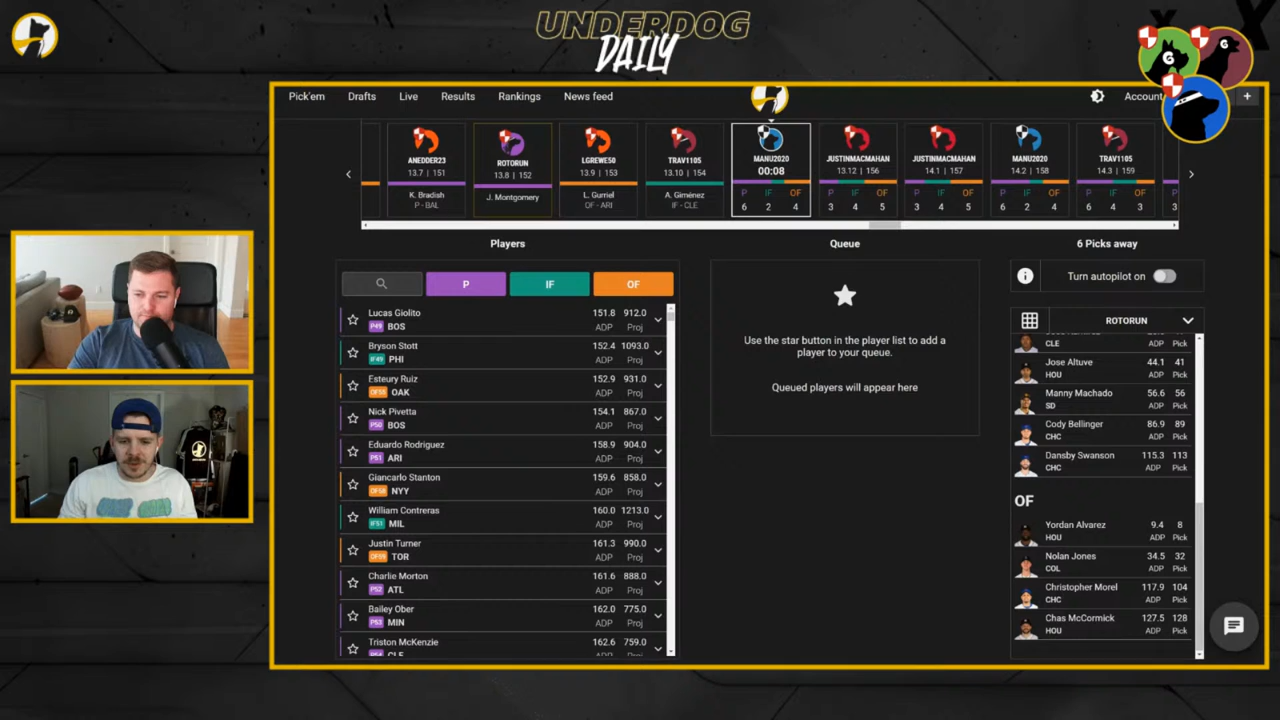 UNDERDOG
DAILY
G
G
Pick'em Drafts Live Results Rankings News feed
Account
+
ANEDDER23
13.7 | 151
K. Bradish
P - BAL
ROTORUN
13.8 | 152
J. Montgomery
LGREWE50
13.9 | 153
L. Gurriel
OF - ARI
TRAV1105
13.10 | 154
A. Giménez
IF - CLE
MANU2020
00:08
P IF OF
6 2 4
JUSTINMACMAHAN
13.12 | 156
P IF OF
3 4 5
JUSTINMACMAHAN
14.1 | 157
P IF OF
3 4 5
MANU2020
14.2 | 158
P IF OF
6 2 4
TRAV1105
14.3 | 159
P IF OF
6 4 3
P
3
Players
P IF OF
Lucas Giolito 151.8 912.0
P49 BOS ADP Proj
Bryson Stott 152.4 1093.0
IF49 PHI ADP Proj
Esteury Ruiz 152.9 931.0
OAK ADP Proj
Nick Pivetta 154.1 867.0
P50 BOS ADP Proj
Eduardo Rodriguez 158.9 904.0
P51 ARI ADP Proj
Giancarlo Stanton 159.6 858.0
NYY ADP Proj
William Contreras 160.0 1213.0
IF51 MIL ADP Proj
Justin Turner 161.3 990.0
TOR ADP Proj
Charlie Morton 161.6 888.0
P52 ATL ADP Proj
Bailey Ober 162.0 775.0
P53 MIN ADP Proj
Triston McKenzie 162.6 759.0
P54 CLE ADP Proj
Queue
Use the star button in the player list to add a
player to your queue.
Queued players will appear here
6 Picks away
Turn autopilot on
ROTORUN
CLE ADP Pick
Jose Altuve 44.1 41
HOU ADP Pick
Manny Machado 56.6 56
SD ADP Pick
Cody Bellinger 86.9 89
CHC ADP Pick
Dansby Swanson 115.3 113
CHC ADP Pick
OF
Yordan Alvarez 9.4 8
HOU ADP Pick
Nolan Jones 34.5 32
COL ADP Pick
Christopher Morel 117.9 104
CHC ADP Pick
Chas McCormick 127.5 128
HOU ADP Pick